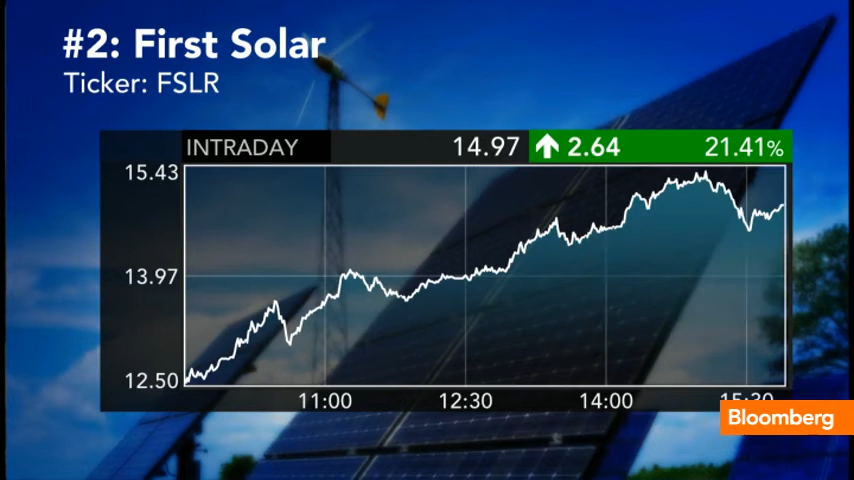 #2: First Solar
Ticker: FSLR
INTRADAY 14.97 2.64 21.41%
15.43
13.97
12.50
11:00 12:30 14:00 15:30
Bloomberg